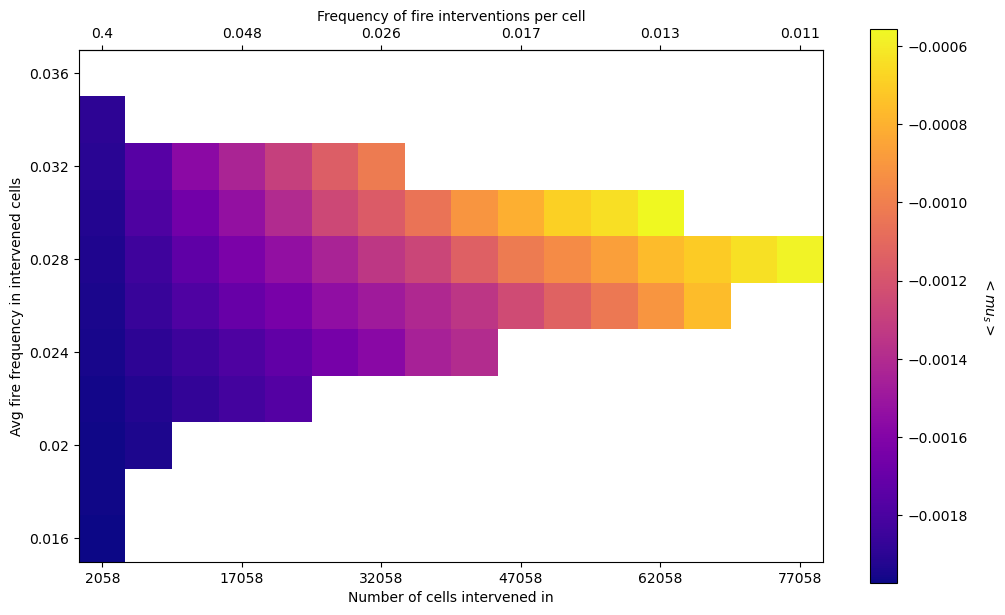 Frequency of fire interventions per cell
0.4 0.048 0.026 0.017 0.013 0.011
Avg fire frequency in intervened cells
0.036
0.032
0.028
0.024
0.02
0.016
2058 17058 32058 47058 62058 77058
Number of cells intervened in
−0.0006
−0.0008
−0.0010
−0.0012
−0.0014
−0.0016
−0.0018
< mu_s >